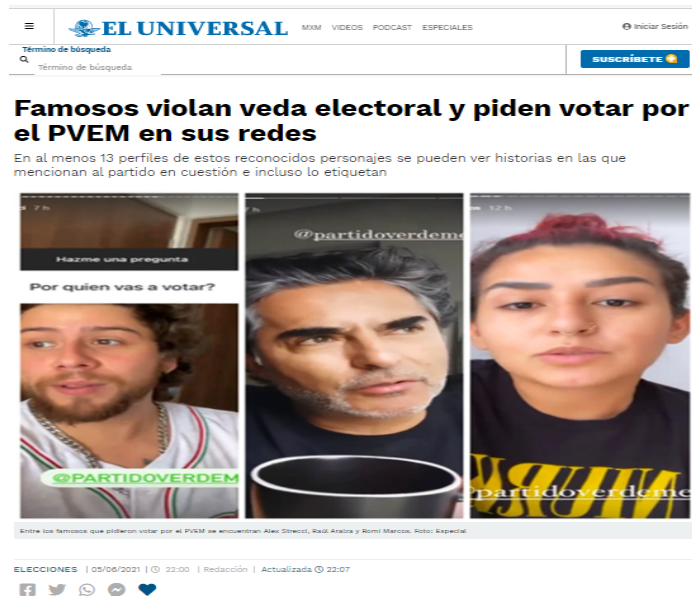 EL UNIVERSAL
MXM VIDEOS PODCAST ESPECIALES
Iniciar Sesión
Término de búsqueda
Término de búsqueda
SUSCRÍBETE
Famosos violan veda electoral y piden votar por
el PVEM en sus redes
En al menos 13 perfiles de estos reconocidos personajes se pueden ver historias en las que
mencionan al partido en cuestión e incluso lo etiquetan
7 h
Hazme una pregunta
Por quien vas a votar?
@PARTIDOVERDEM
h
@partidoverdeme
12 h
@partidoverdeme
Entre los famosos que pidieron votar por el PVEM se encuentran Alex Strecci, Raúl Araiza y Romi Marcos. Foto: Especial
ELECCIONES | 05/06/2021 | 22:00 | Redacción | Actualizada 22:07